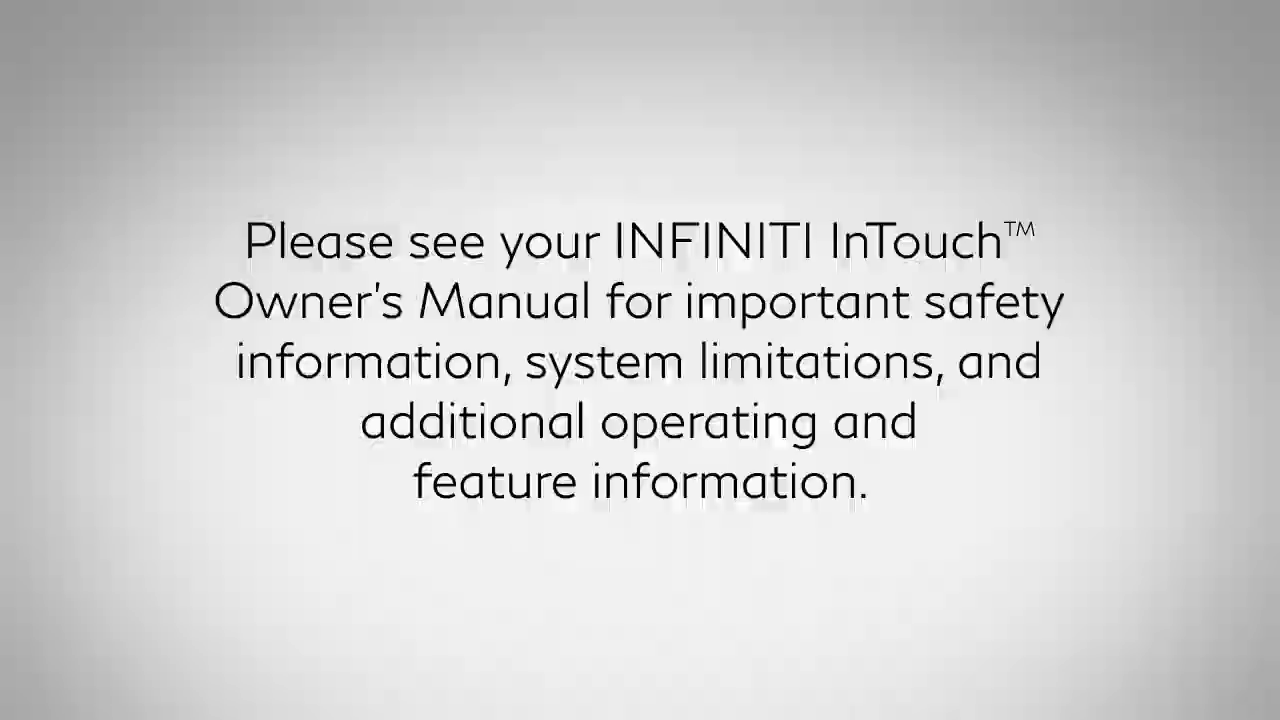 Please see your INFINITI InTouch™
Owner's Manual for important safety
information, system limitations, and
additional operating and
feature information.